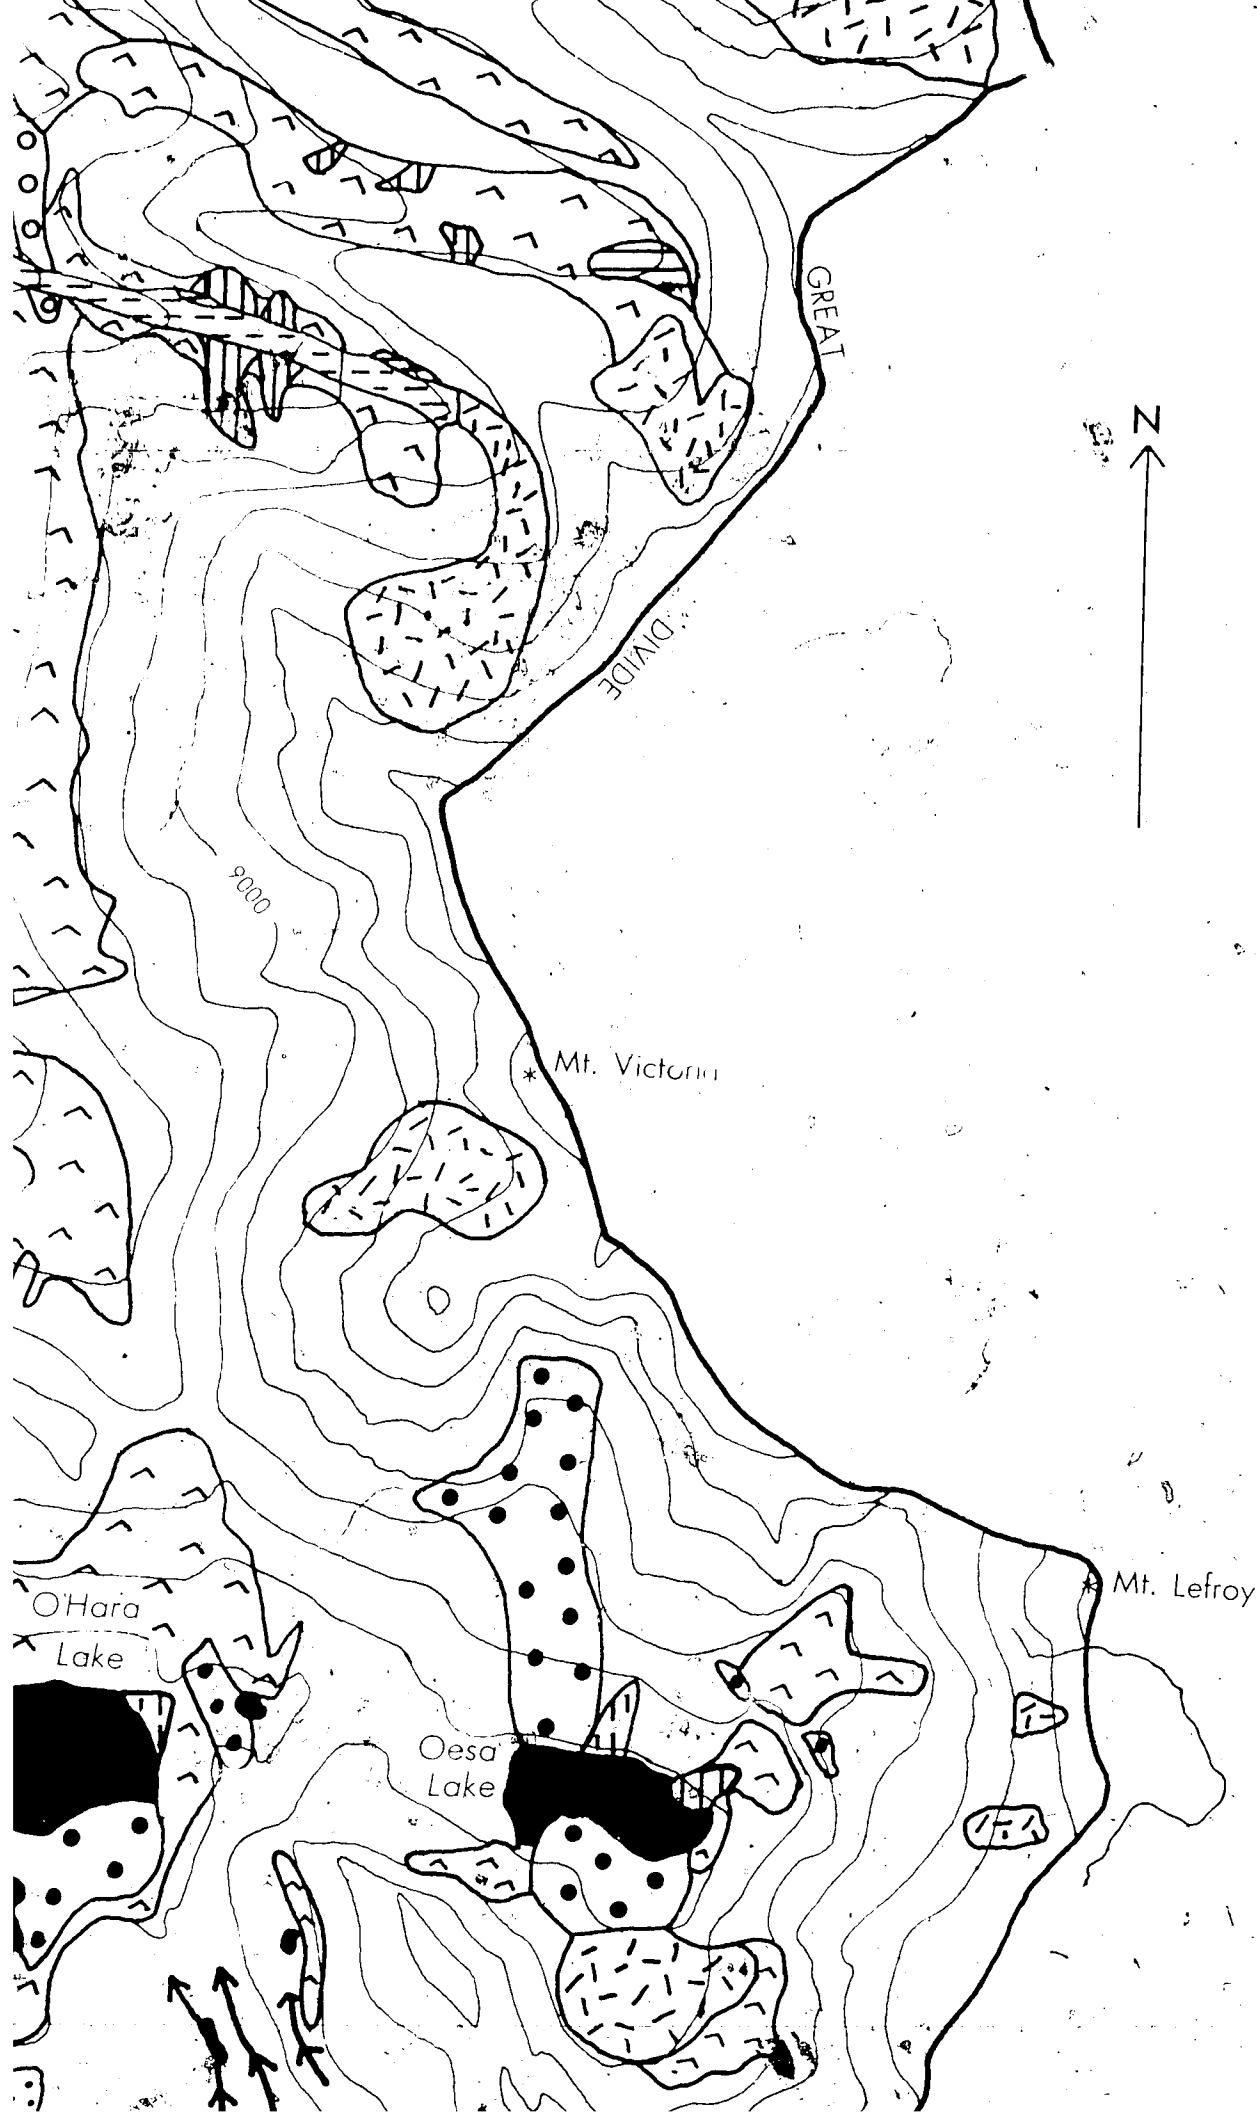 GREAT
N
DIVIDE
9000
Mt. Victoria
Mt. Lefroy
O'Hara
Lake
Oesa
Lake